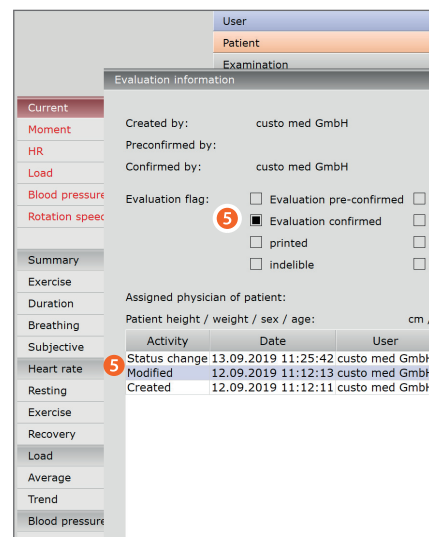 User
Patient
Examination
Evaluation information
Current
Moment
HR
Load
Blood pressure
Rotation speed
Summary
Exercise
Duration
Breathing
Subjective
Heart rate
Resting
Exercise
Recovery
Load
Average
Trend
Blood pressure
Created by: custo med GmbH
Preconfirmed by:
Confirmed by: custo med GmbH
Evaluation flag: Evaluation pre-confirmed
5 Evaluation confirmed
printed
indelible
Assigned physician of patient:
Patient height / weight / sex / age: cm /
Activity Date User
Status change 13.09.2019 11:25:42 custo med GmbH
5 Modified 12.09.2019 11:12:13 custo med GmbH
Created 12.09.2019 11:12:11 custo med GmbH